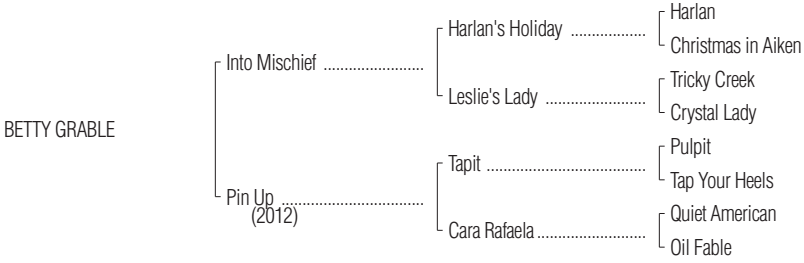 BETTY GRABLE
Into Mischief ........................
Pin Up ..................................
(2012)
Harlan's Holiday ..................
Leslie's Lady ........................
Tapit ......................................
Cara Rafaela..........................
Harlan
Christmas in Aiken
Tricky Creek
Crystal Lady
Pulpit
Tap Your Heels
Quiet American
Oil Fable